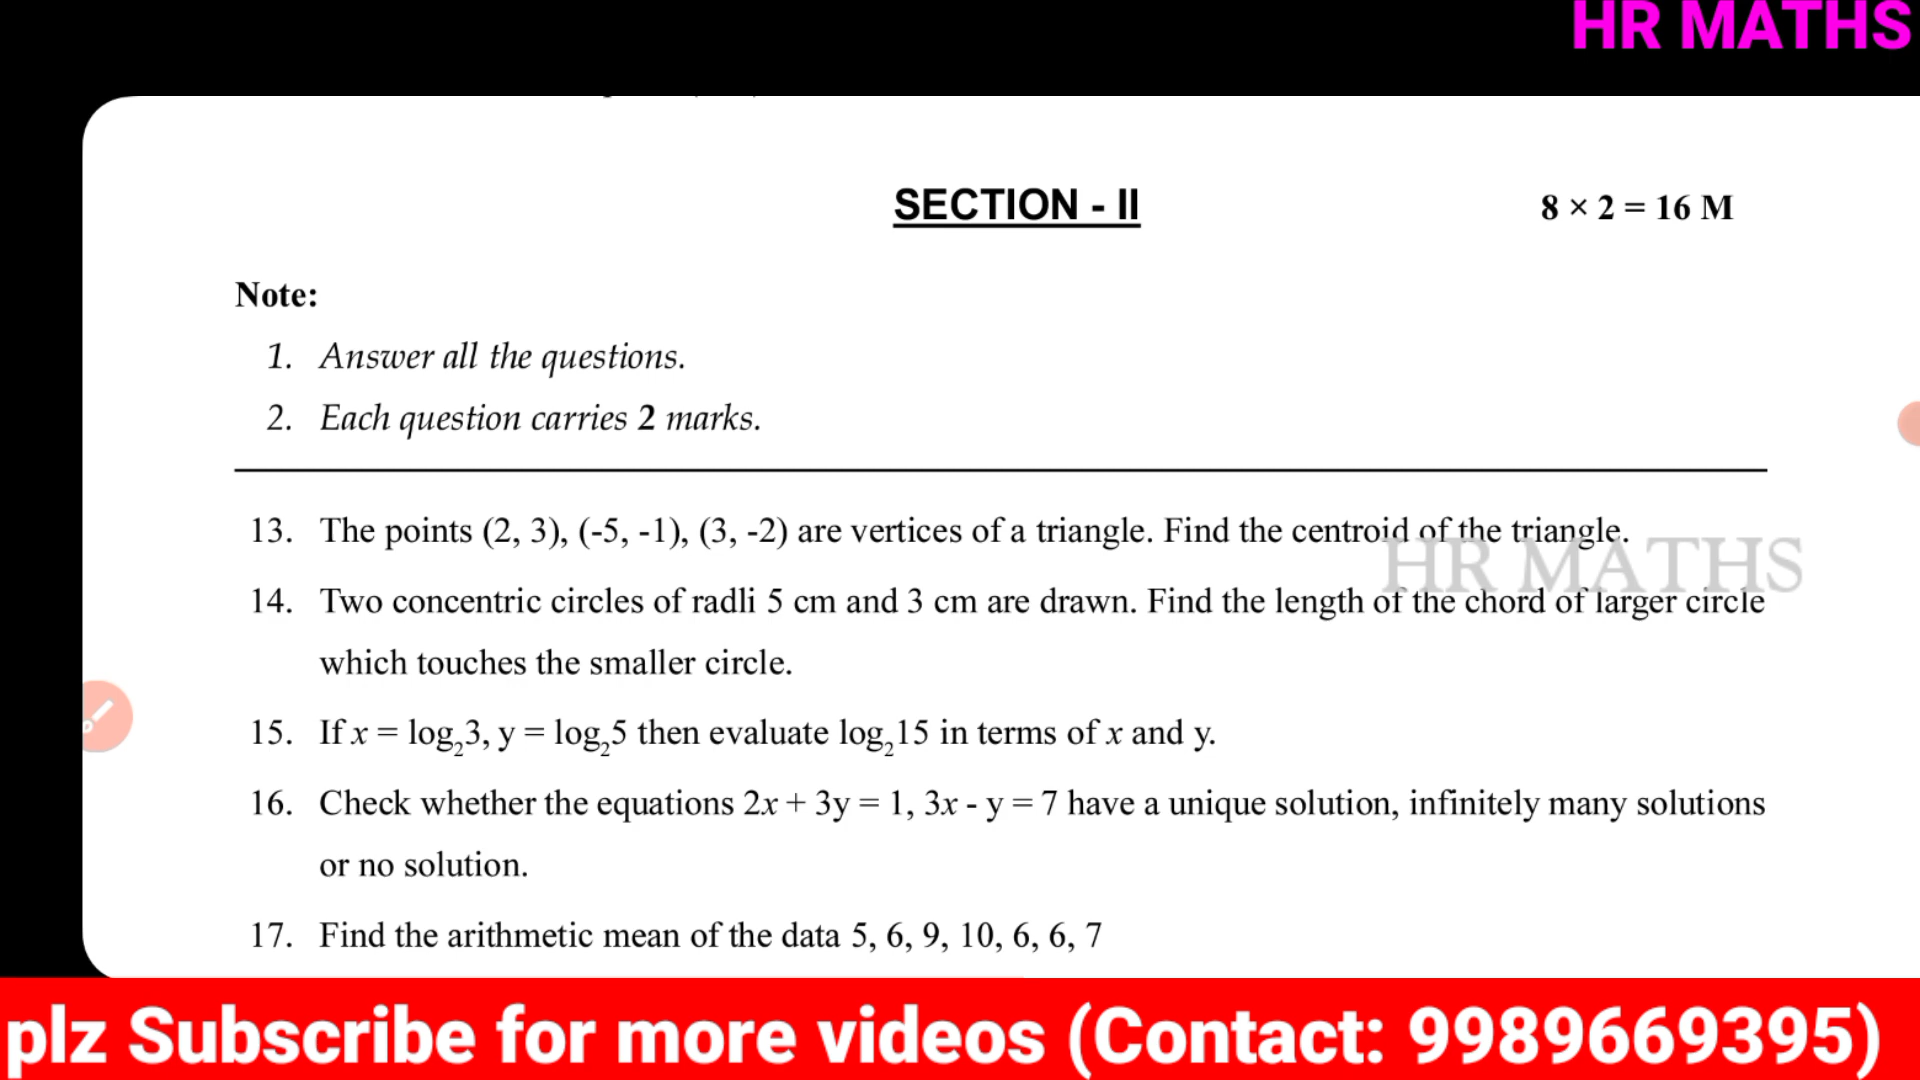 HR MATHS
SECTION - II
8 × 2 = 16 M
Note:
1. Answer all the questions.
2. Each question carries 2 marks.
13. The points (2, 3), (-5, -1), (3, -2) are vertices of a triangle. Find the centroid of the triangle.
HR MATHS
14. Two concentric circles of radli 5 cm and 3 cm are drawn. Find the length of the chord of larger circle
which touches the smaller circle.
15. If x = log₂3, y = log₂5 then evaluate log₂15 in terms of x and y.
16. Check whether the equations 2x + 3y = 1, 3x - y = 7 have a unique solution, infinitely many solutions
or no solution.
17. Find the arithmetic mean of the data 5, 6, 9, 10, 6, 6, 7
plz Subscribe for more videos (Contact: 9989669395)